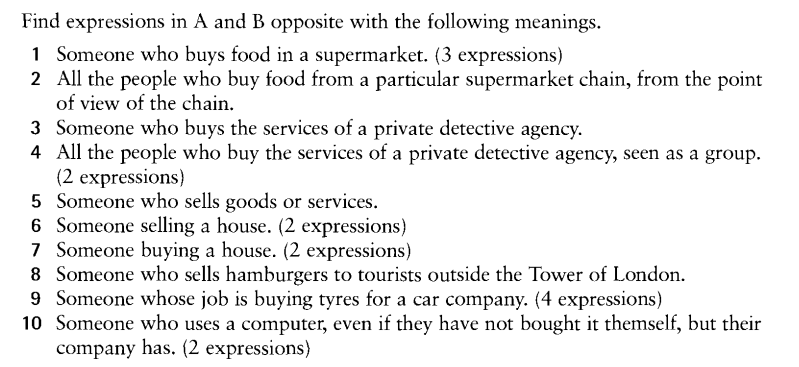 Find expressions in A and B opposite with the following meanings.
1 Someone who buys food in a supermarket. (3 expressions)
2 All the people who buy food from a particular supermarket chain, from the point
of view of the chain.
3 Someone who buys the services of a private detective agency.
4 All the people who buy the services of a private detective agency, seen as a group.
(2 expressions)
5 Someone who sells goods or services.
6 Someone selling a house. (2 expressions)
7 Someone buying a house. (2 expressions)
8 Someone who sells hamburgers to tourists outside the Tower of London.
9 Someone whose job is buying tyres for a car company. (4 expressions)
10 Someone who uses a computer, even if they have not bought it themself, but their
company has. (2 expressions)